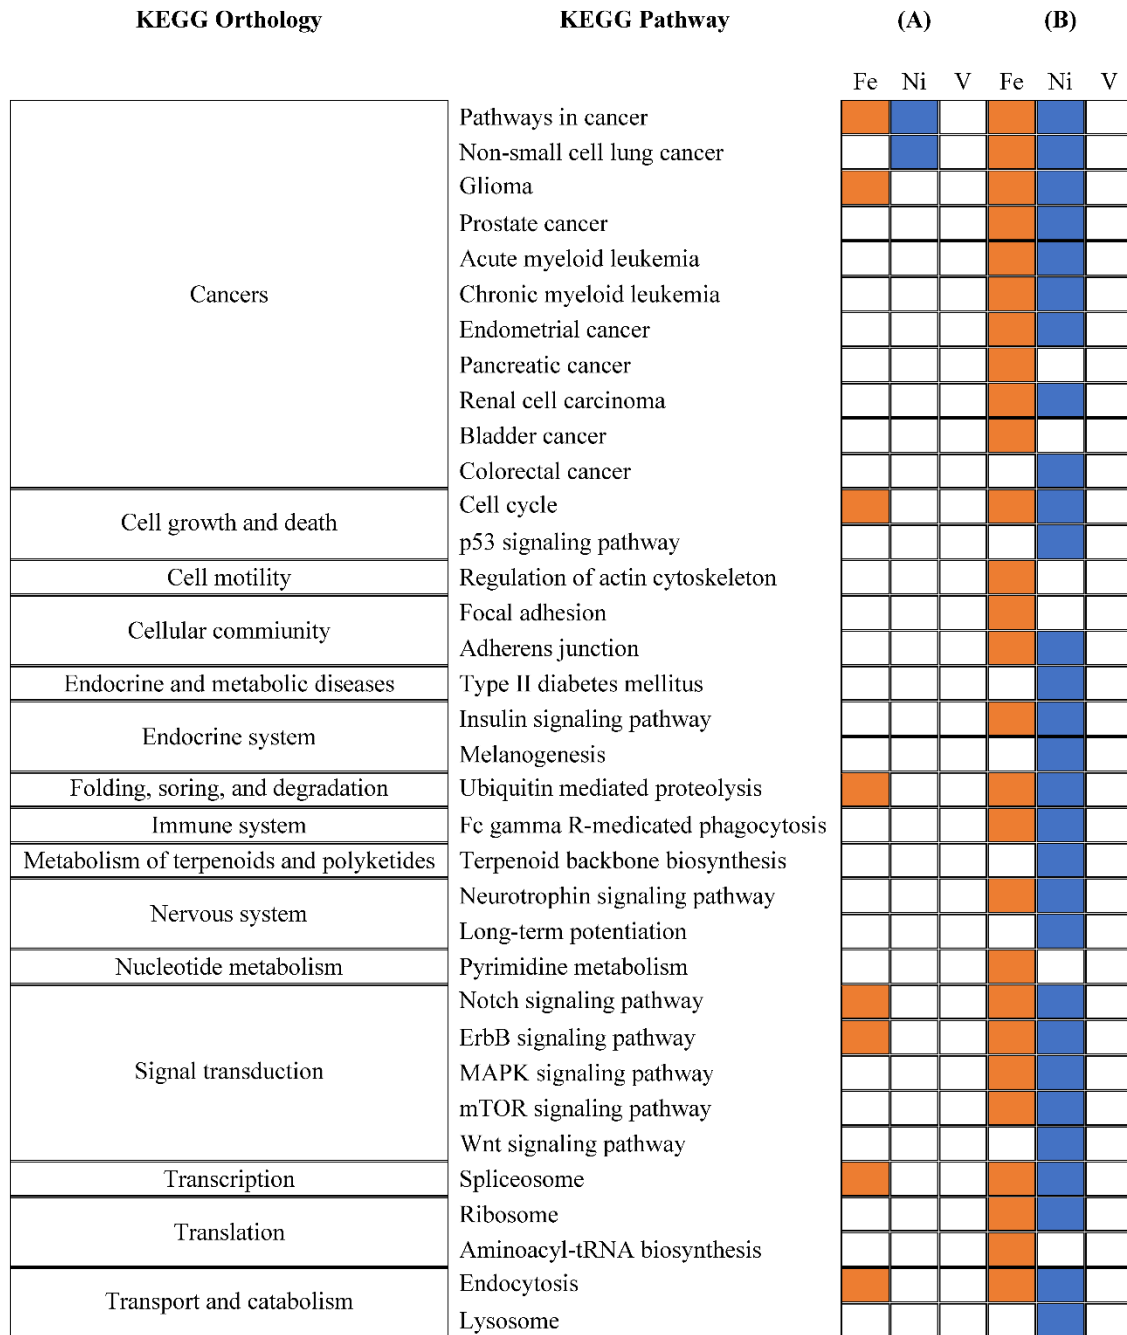 KEGG Orthology KEGG Pathway (A) (B)
Fe Ni V Fe Ni V
Cancers
Pathways in cancer
Non-small cell lung cancer
Glioma
Prostate cancer
Acute myeloid leukemia
Chronic myeloid leukemia
Endometrial cancer
Pancreatic cancer
Renal cell carcinoma
Bladder cancer
Colorectal cancer
Cell growth and death
Cell cycle
p53 signaling pathway
Cell motility
Regulation of actin cytoskeleton
Cellular commiunity
Focal adhesion
Adherens junction
Endocrine and metabolic diseases
Type II diabetes mellitus
Endocrine system
Insulin signaling pathway
Melanogenesis
Folding, soring, and degradation
Ubiquitin mediated proteolysis
Immune system
Fc gamma R-medicated phagocytosis
Metabolism of terpenoids and polyketides
Terpenoid backbone biosynthesis
Nervous system
Neurotrophin signaling pathway
Long-term potentiation
Nucleotide metabolism
Pyrimidine metabolism
Signal transduction
Notch signaling pathway
ErbB signaling pathway
MAPK signaling pathway
mTOR signaling pathway
Wnt signaling pathway
Transcription
Spliceosome
Translation
Ribosome
Aminoacyl-tRNA biosynthesis
Transport and catabolism
Endocytosis
Lysosome